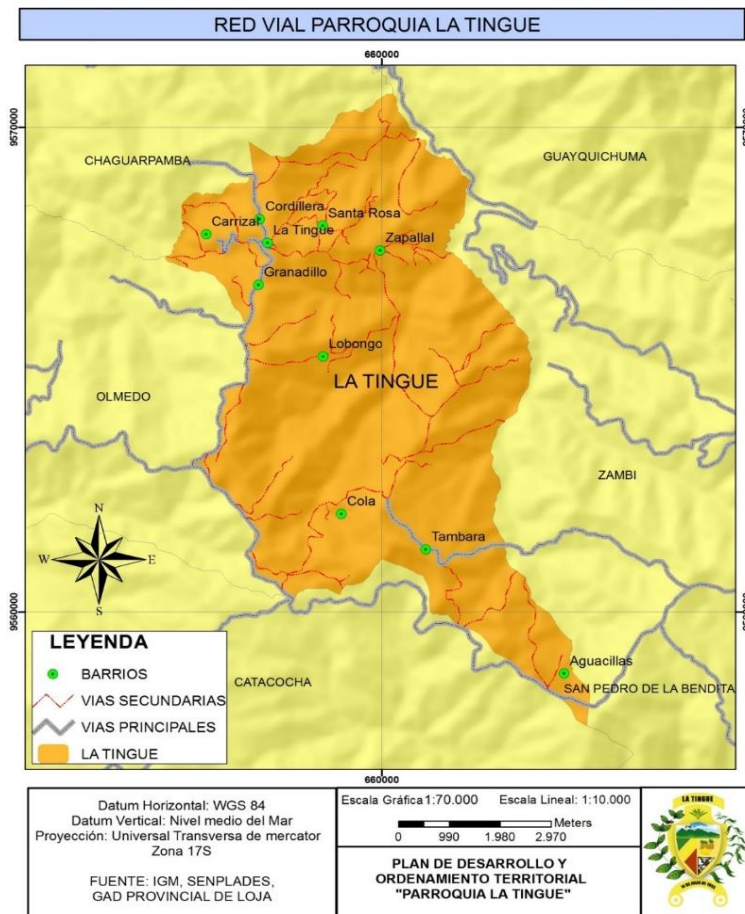 RED VIAL PARROQUIA LA TINGUE
660000
9570000
CHAGUARPAMBA
GUAYQUICHUMA
Cordillera
Santa Rosa
Carrizal
La Tingue
Zapallal
Granadillo
Lobongo
LA TINGUE
OLMEDO
ZAMBI
Cola
N
W
E
S
Tambara
9560000
LEYENDA
BARRIOS
VIAS SECUNDARIAS
VIAS PRINCIPALES
LA TINGUE
CATACOCHA
Aguacillas
SAN PEDRO DE LA BENDITA
660000
Datum Horizontal: WGS 84
Datum Vertical: Nivel medio del Mar
Proyección: Universal Transversa de mercator
Zona 17S
FUENTE: IGM, SENPLADES,
GAD PROVINCIAL DE LOJA
Escala Gráfica 1:70.000
Escala Lineal: 1:10.000
Meters
0 990 1.980 2.970
PLAN DE DESARROLLO Y
ORDENAMIENTO TERRITORIAL
"PARROQUIA LA TINGUE"
LA TINGUE